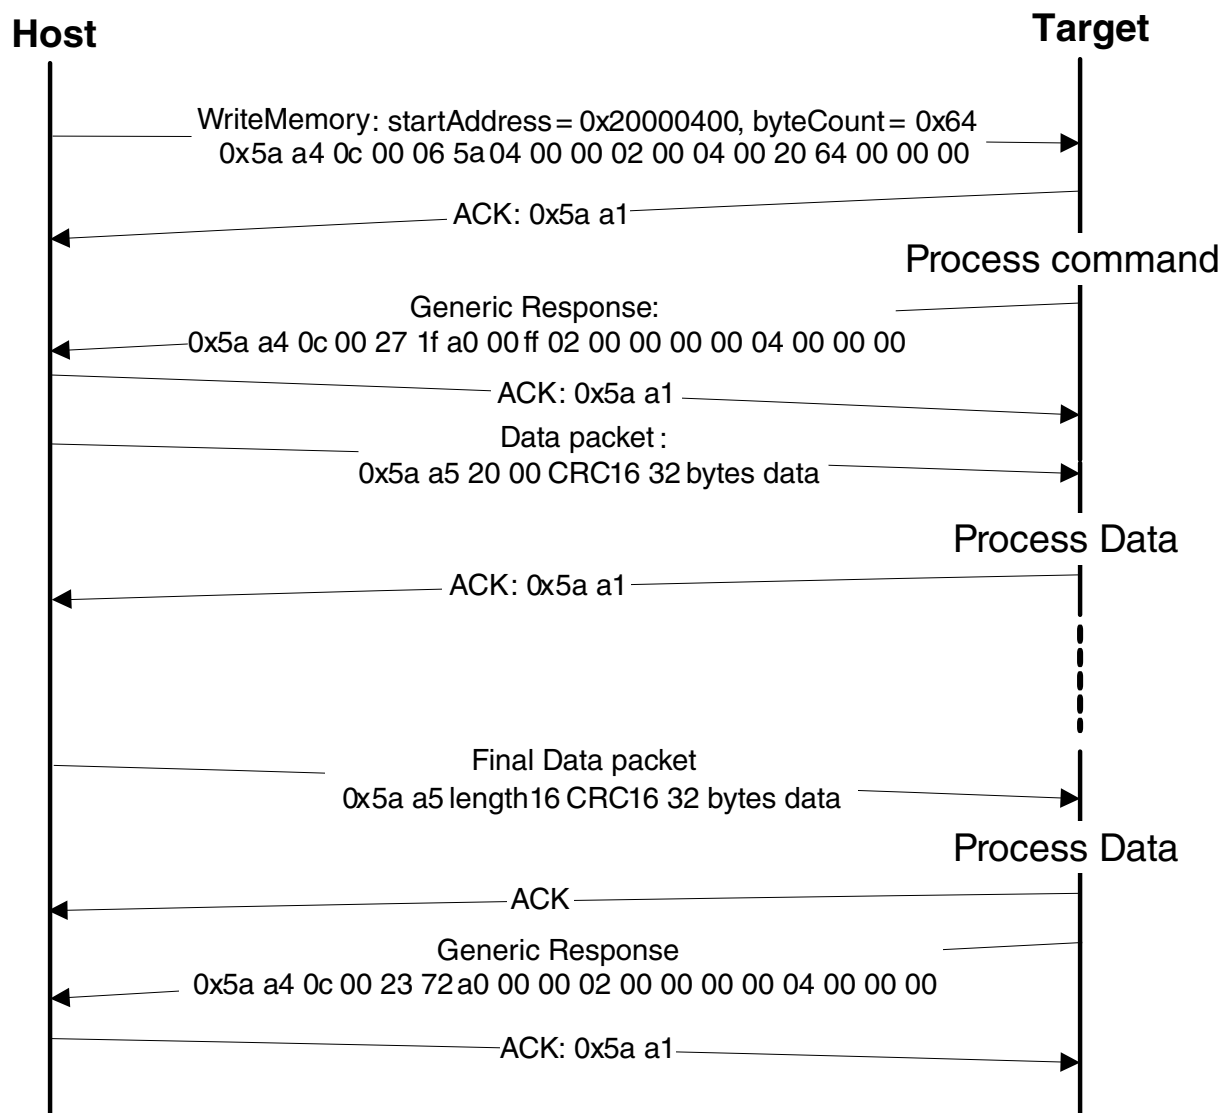 Host
Target
WriteMemory: startAddress = 0x20000400, byteCount = 0x64
0x5a a4 0c 00 06 5a 04 00 00 02 00 04 00 20 64 00 00 00
ACK: 0x5a a1
Process command
Generic Response:
0x5a a4 0c 00 27 1f a0 00 ff 02 00 00 00 00 04 00 00 00
ACK: 0x5a a1
Data packet:
0x5a a5 20 00 CRC16 32 bytes data
Process Data
ACK: 0x5a a1
Final Data packet
0x5a a5 length16 CRC16 32 bytes data
Process Data
ACK
Generic Response
0x5a a4 0c 00 23 72 a0 00 00 02 00 00 00 00 04 00 00 00
ACK: 0x5a a1